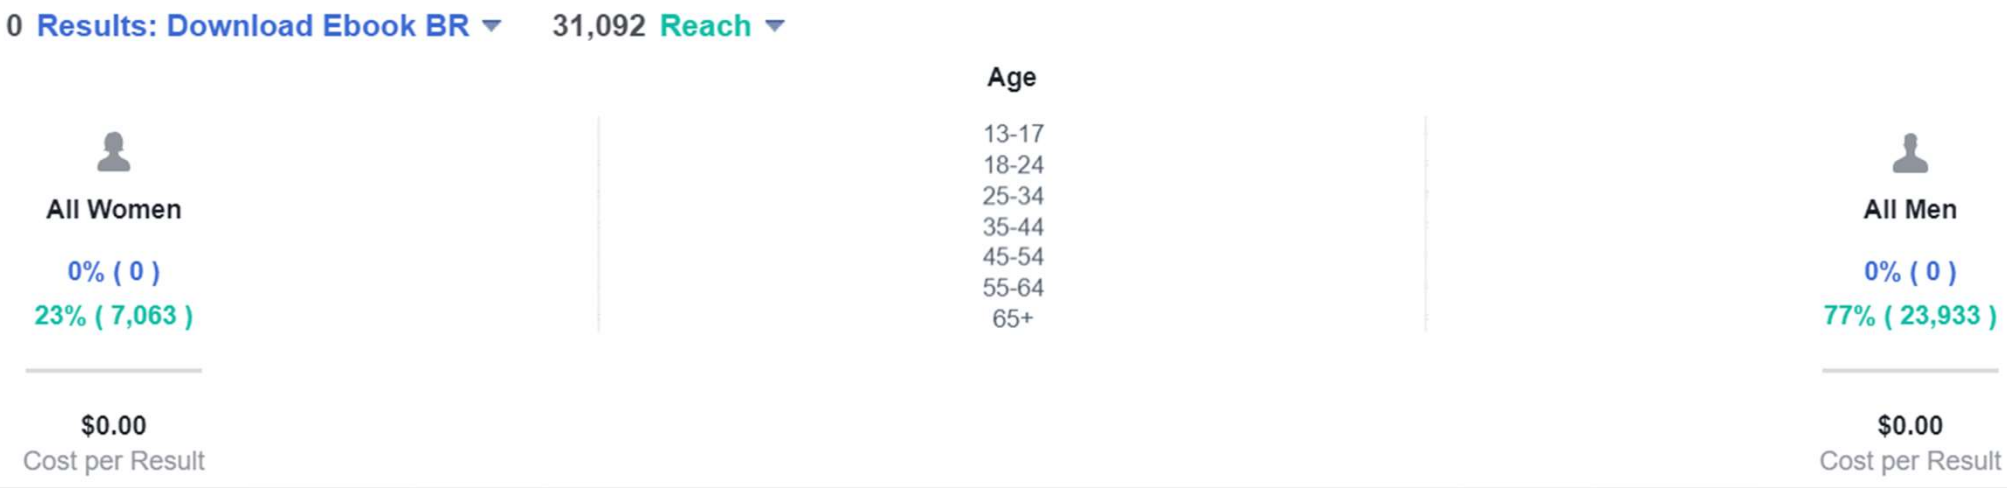 0 Results: Download Ebook BR 31,092 Reach
Age
13-17
18-24
25-34
35-44
45-54
55-64
65+
All Women
0% ( 0 )
23% ( 7,063 )
$0.00
Cost per Result
All Men
0% ( 0 )
77% ( 23,933 )
$0.00
Cost per Result